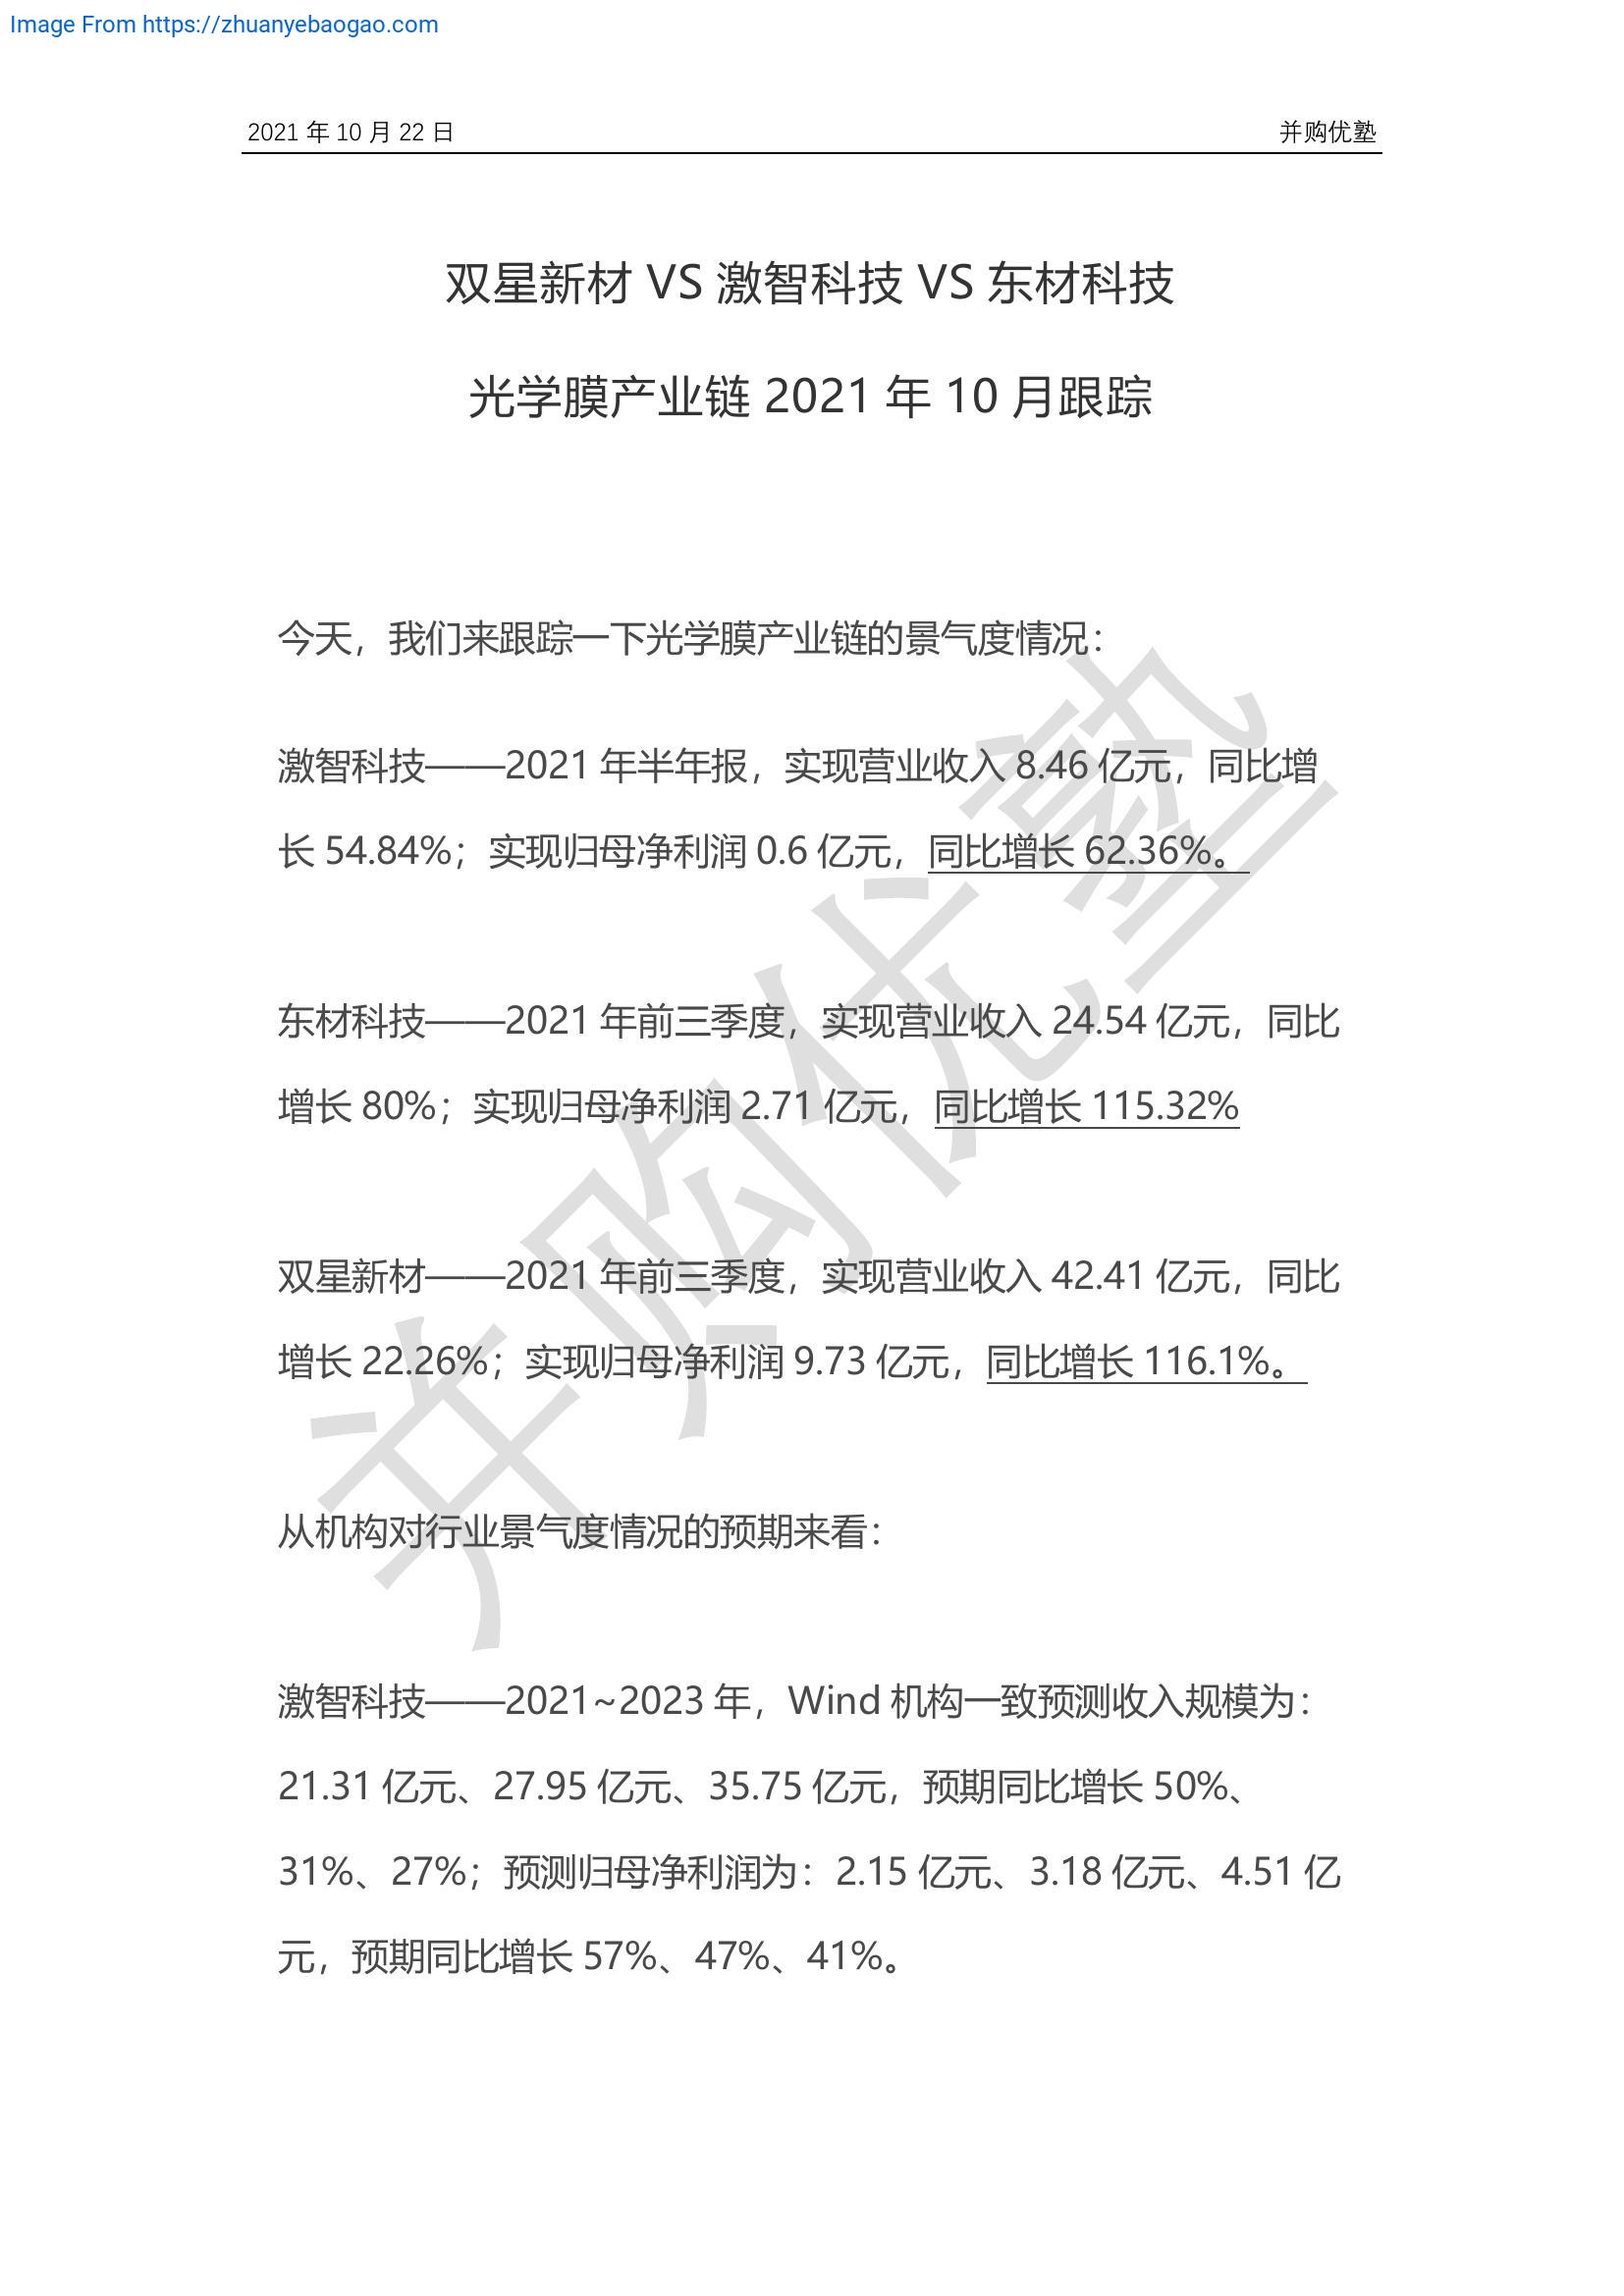 Image From https://zhuanyebaogao.com
2021 年 10 月 22 日 并购优塾
双星新材 VS 激智科技 VS 东材科技
光学膜产业链 2021 年 10 月跟踪
今天，我们来跟踪一下光学膜产业链的景气度情况：
激智科技——2021 年半年报，实现营业收入 8.46 亿元，同比增
长 54.84%；实现归母净利润 0.6 亿元，同比增长 62.36%。
东材科技——2021 年前三季度，实现营业收入 24.54 亿元，同比
增长 80%；实现归母净利润 2.71 亿元，同比增长 115.32%
双星新材——2021 年前三季度，实现营业收入 42.41 亿元，同比
增长 22.26%；实现归母净利润 9.73 亿元，同比增长 116.1%。
从机构对行业景气度情况的预期来看：
激智科技——2021~2023 年，Wind 机构一致预测收入规模为：
21.31 亿元、27.95 亿元、35.75 亿元，预期同比增长 50%、
31%、27%；预测归母净利润为：2.15 亿元、3.18 亿元、4.51 亿
元，预期同比增长 57%、47%、41%。
并购优塾